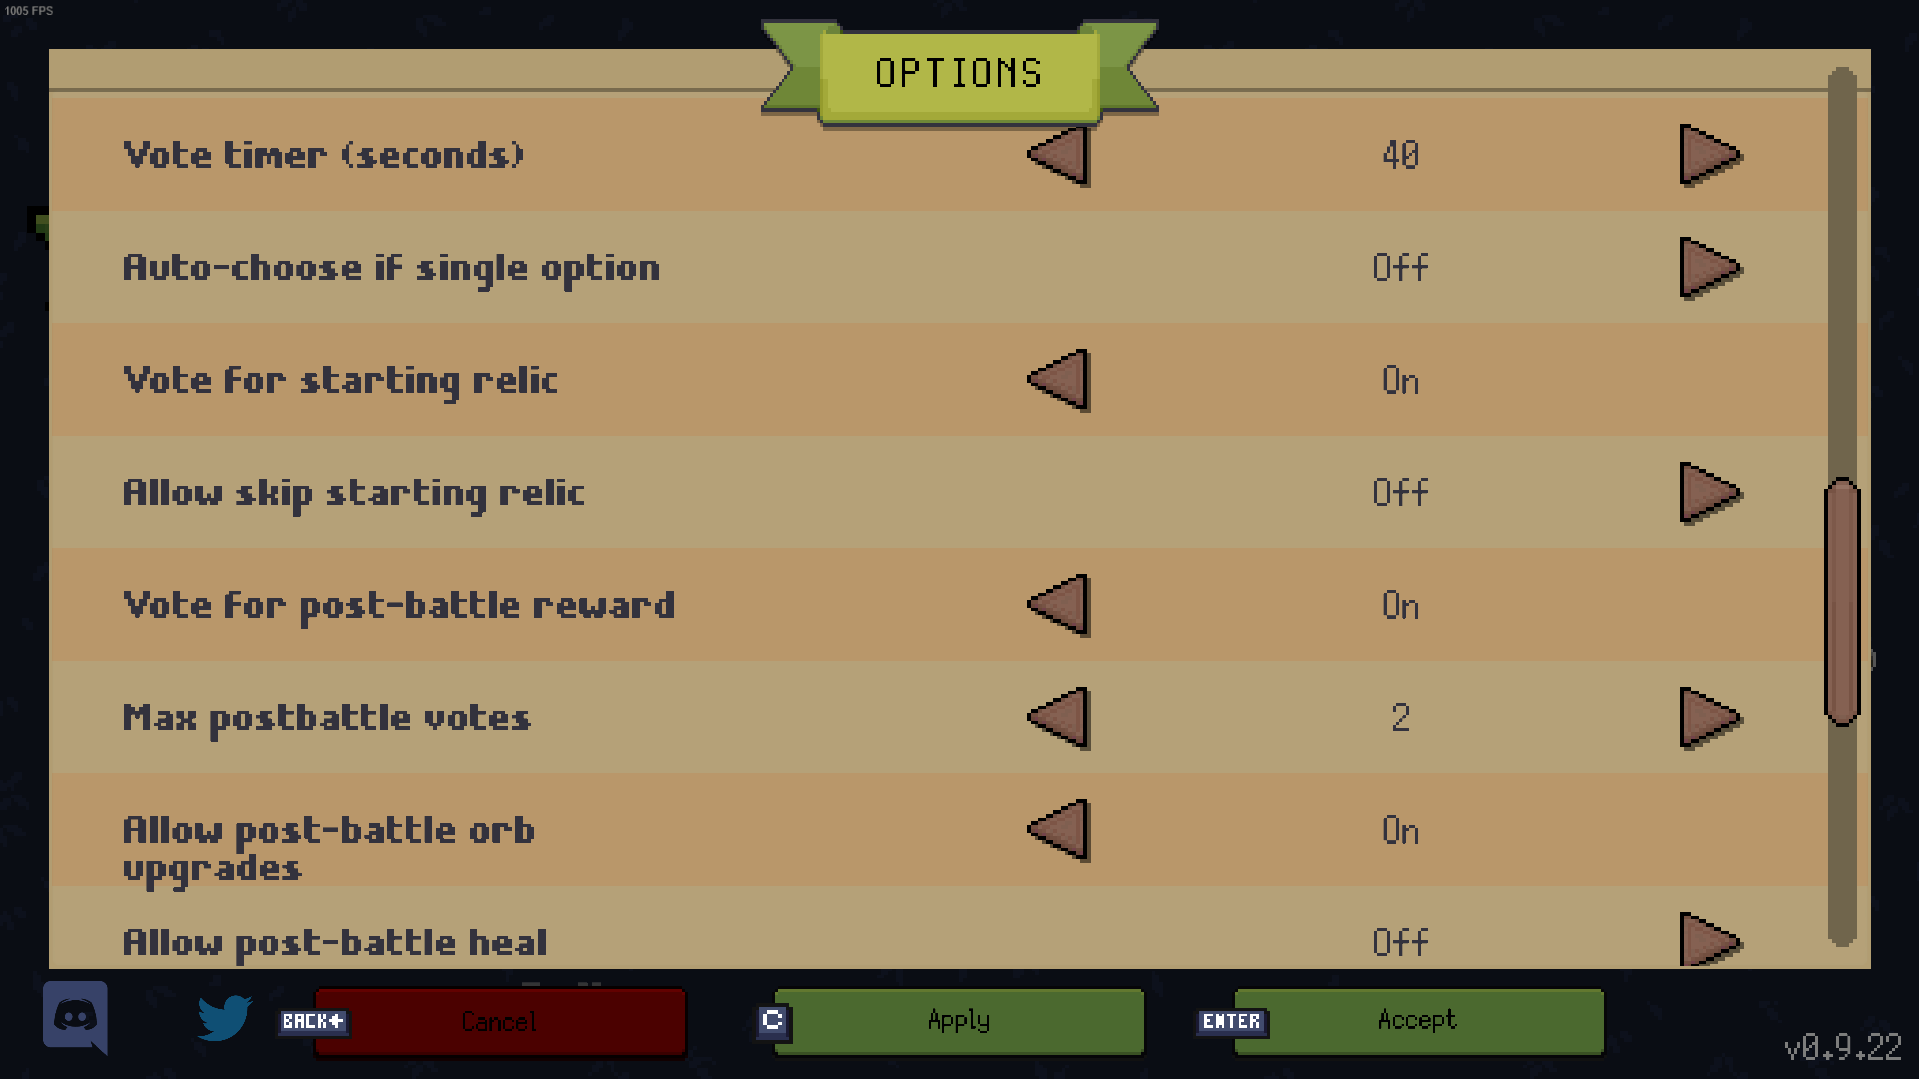 1005 FPS
OPTIONS
Vote timer (seconds) 40
Auto-choose if single option Off
Vote for starting relic On
Allow skip starting relic Off
Vote for post-battle reward On
Max postbattle votes 2
Allow post-battle orb On
upgrades
Allow post-battle heal Off
BACK Cancel C Apply ENTER Accept
v0.9.22